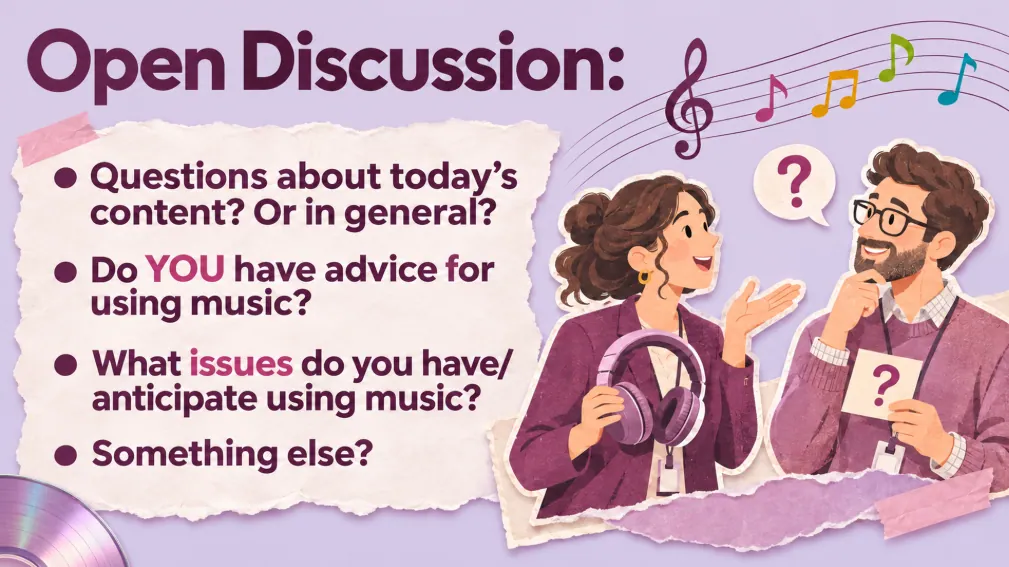 Open Discussion:
● Questions about today's
content? Or in general?
● Do YOU have advice for
using music?
● What issues do you have/
anticipate using music?
● Something else?
?
?